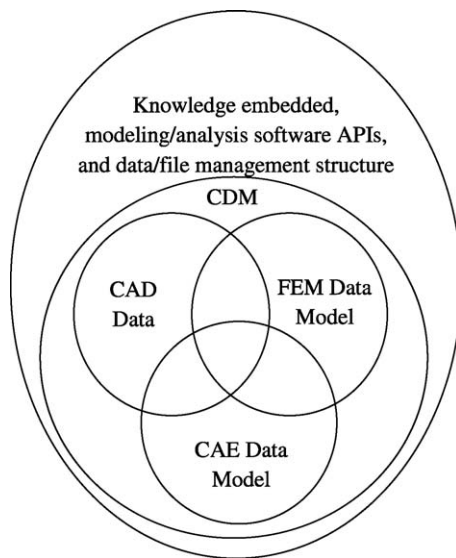 Knowledge embedded,
modeling/analysis software APIs,
and data/file management structure
CDM
CAD
Data
FEM Data
Model
CAE Data
Model